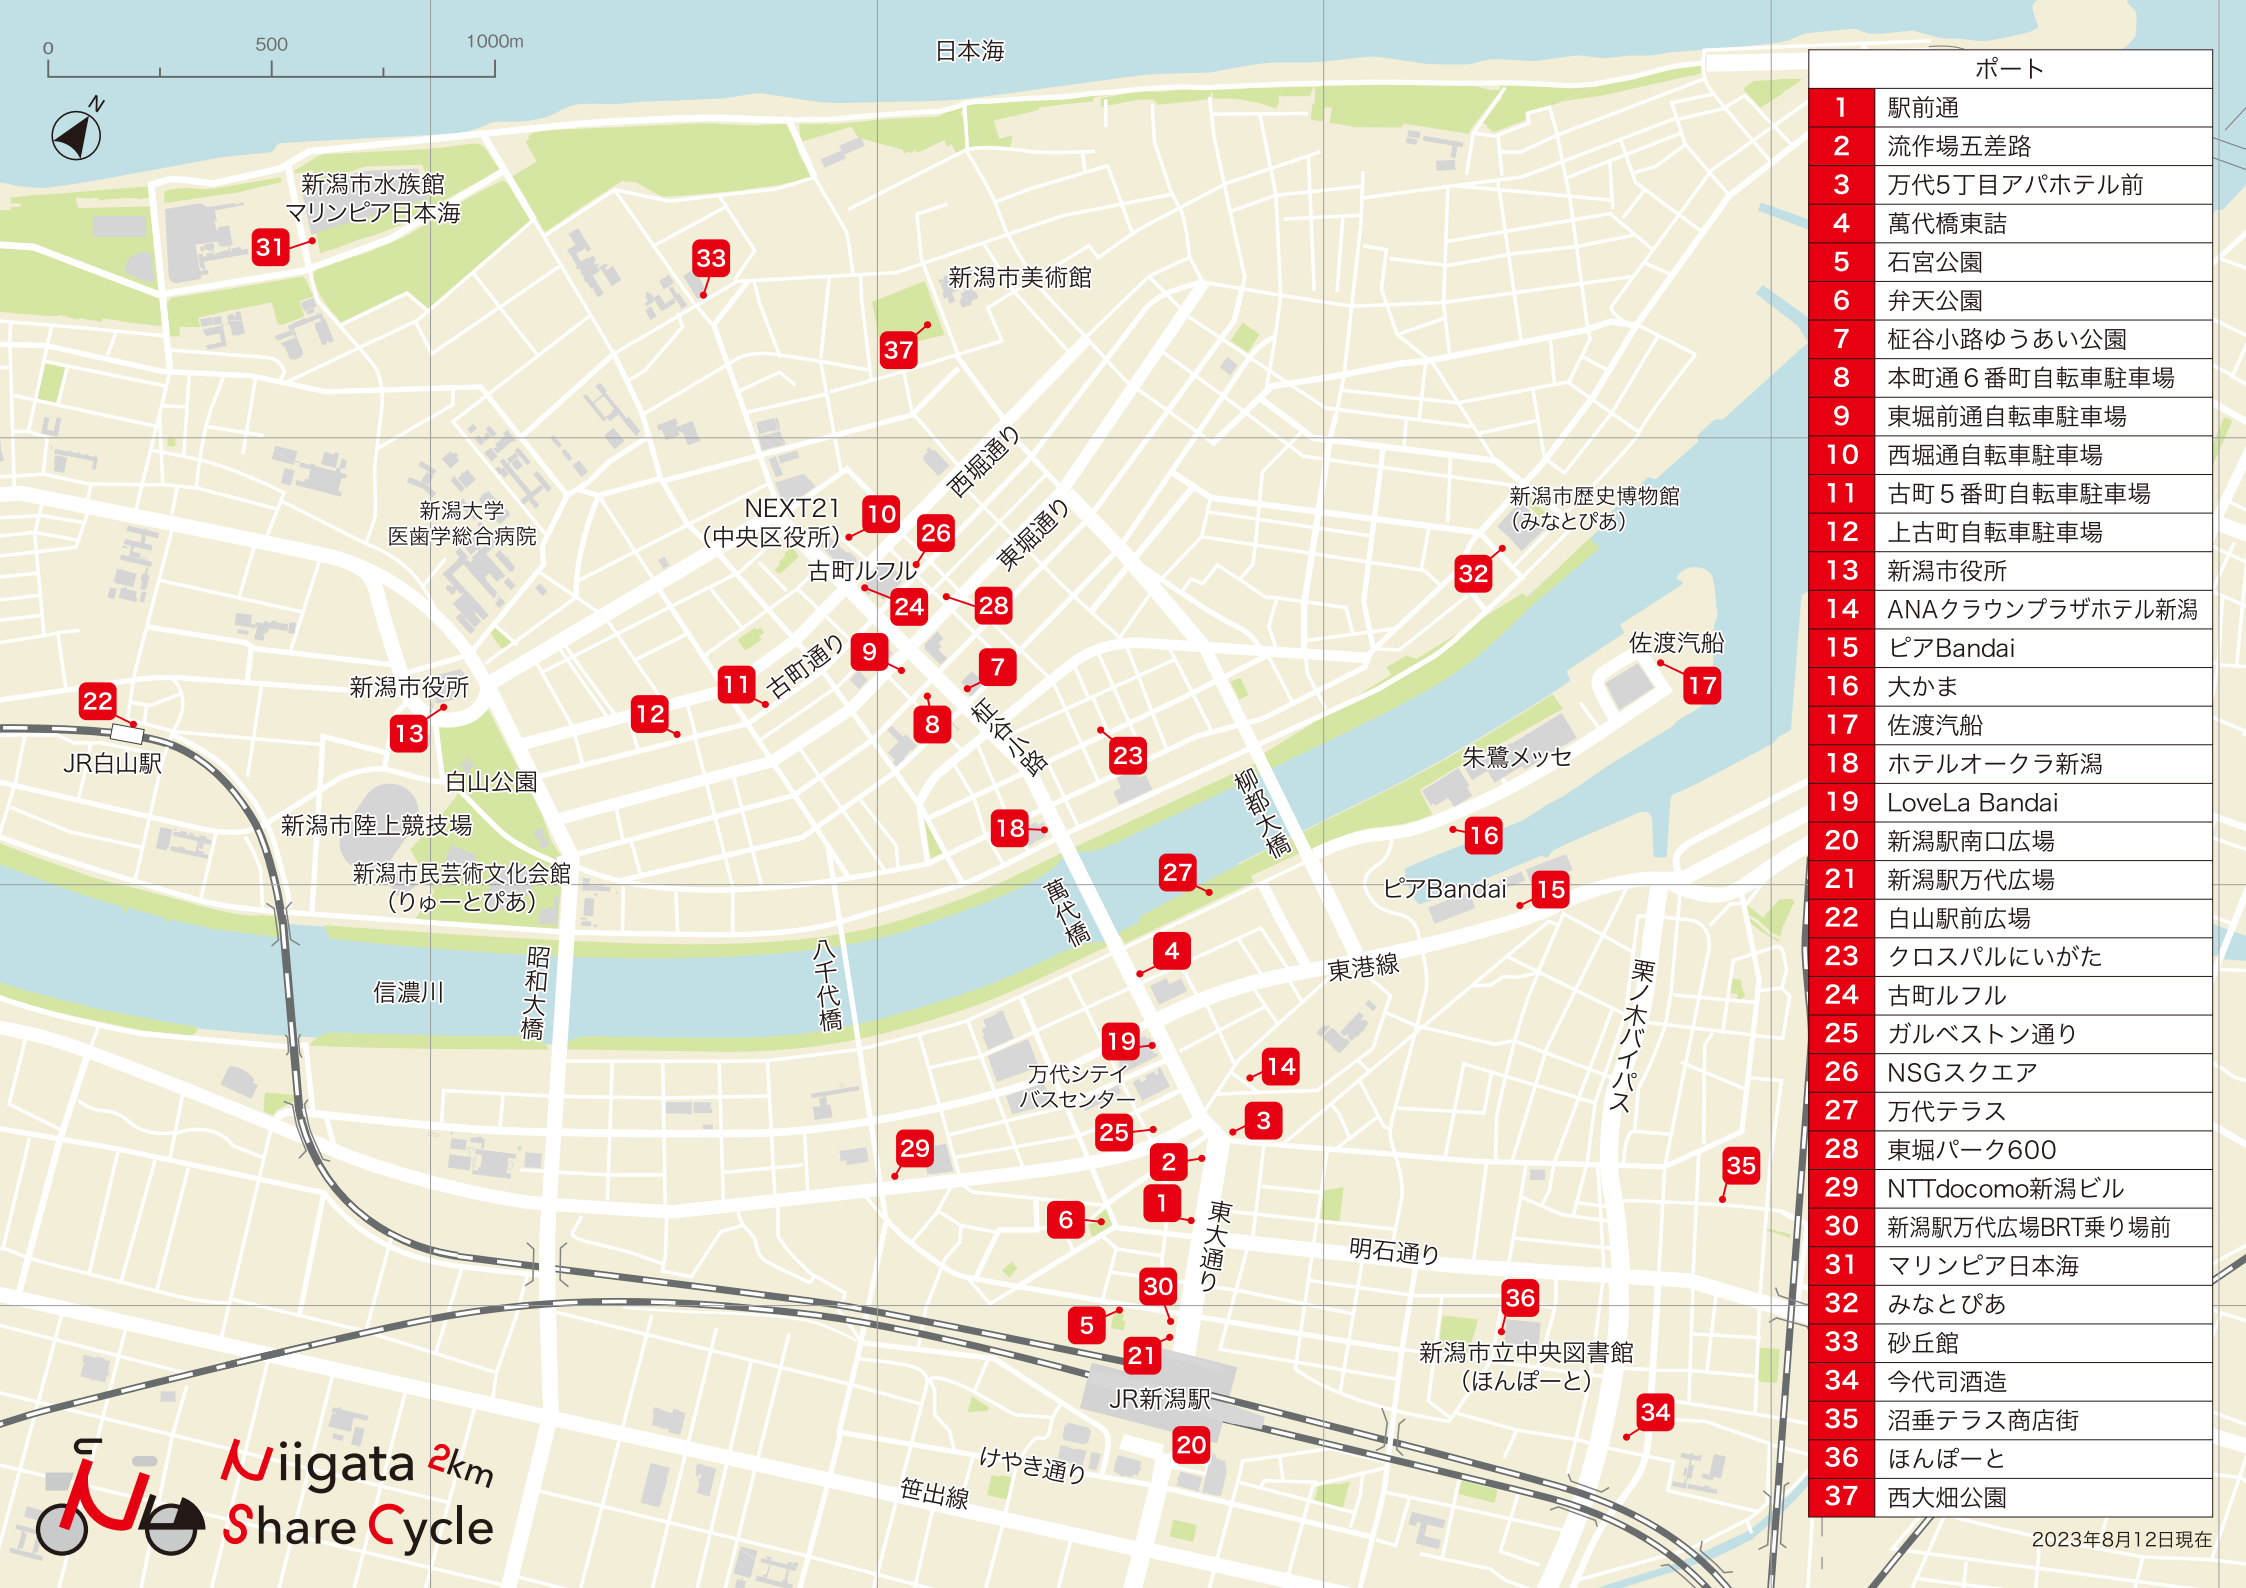 0
500
1000m
N
日本海
新潟市水族館
マリンピア日本海
31
33
新潟市美術館
37
西堀通り
新潟大学
医歯学総合病院
NEXT21
（中央区役所）
10
26
東堀通り
新潟市歴史博物館
（みなとぴあ）
32
古町ルフル
24
28
佐渡汽船
17
9
7
古町通り
11
12
8
新潟市役所
13
22
JR白山駅
柾谷小路
23
朱鷺メッセ
白山公園
柳都大橋
新潟市陸上競技場
18
16
新潟市民芸術文化会館
（りゅーとぴあ）
27
ピアBandai
15
萬代橋
4
東港線
信濃川
昭和大橋
八千代橋
栗ノ木バイパス
19
14
万代シテイ
バスセンター
25
3
29
2
35
1
6
東大通り
明石通り
30
36
5
21
新潟市立中央図書館
（ほんぽーと）
JR新潟駅
34
20
けやき通り
笹出線
Niigata 2km
Share Cycle
ポート
1 駅前通
2 流作場五差路
3 万代5丁目アパホテル前
4 萬代橋東詰
5 石宮公園
6 弁天公園
7 柾谷小路ゆうあい公園
8 本町通６番町自転車駐車場
9 東堀前通自転車駐車場
10 西堀通自転車駐車場
11 古町５番町自転車駐車場
12 上古町自転車駐車場
13 新潟市役所
14 ANAクラウンプラザホテル新潟
15 ピアBandai
16 大かま
17 佐渡汽船
18 ホテルオークラ新潟
19 LoveLa Bandai
20 新潟駅南口広場
21 新潟駅万代広場
22 白山駅前広場
23 クロスパルにいがた
24 古町ルフル
25 ガルベストン通り
26 NSGスクエア
27 万代テラス
28 東堀パーク600
29 NTTdocomo新潟ビル
30 新潟駅万代広場BRT乗り場前
31 マリンピア日本海
32 みなとぴあ
33 砂丘館
34 今代司酒造
35 沼垂テラス商店街
36 ほんぽーと
37 西大畑公園
2023年8月12日現在